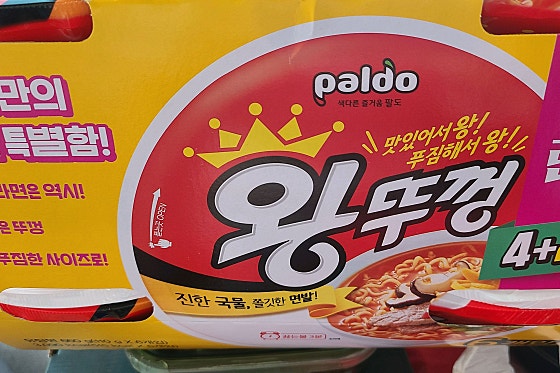 만의
특별함!
라면은 역시!
뚜껑
푸짐한 사이즈로!
paldo
색다른 즐거움 팔도
맛있어서 왕!
푸짐해서 왕!
왕뚜껑
OPEN
진한 국물, 쫄깃한 면발!
4+